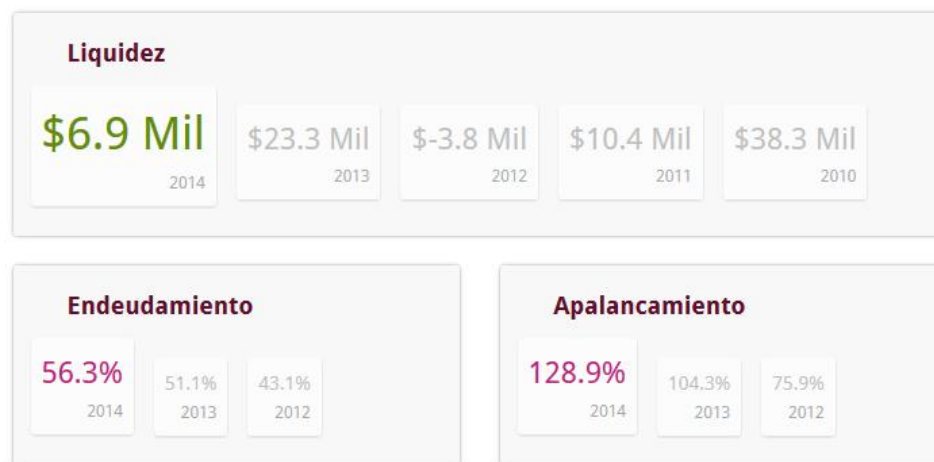 Liquidez
$6.9 Mil $23.3 Mil $-3.8 Mil $10.4 Mil $38.3 Mil
2014 2013 2012 2011 2010
Endeudamiento
56.3% 51.1% 43.1%
2014 2013 2012
Apalancamiento
128.9% 104.3% 75.9%
2014 2013 2012